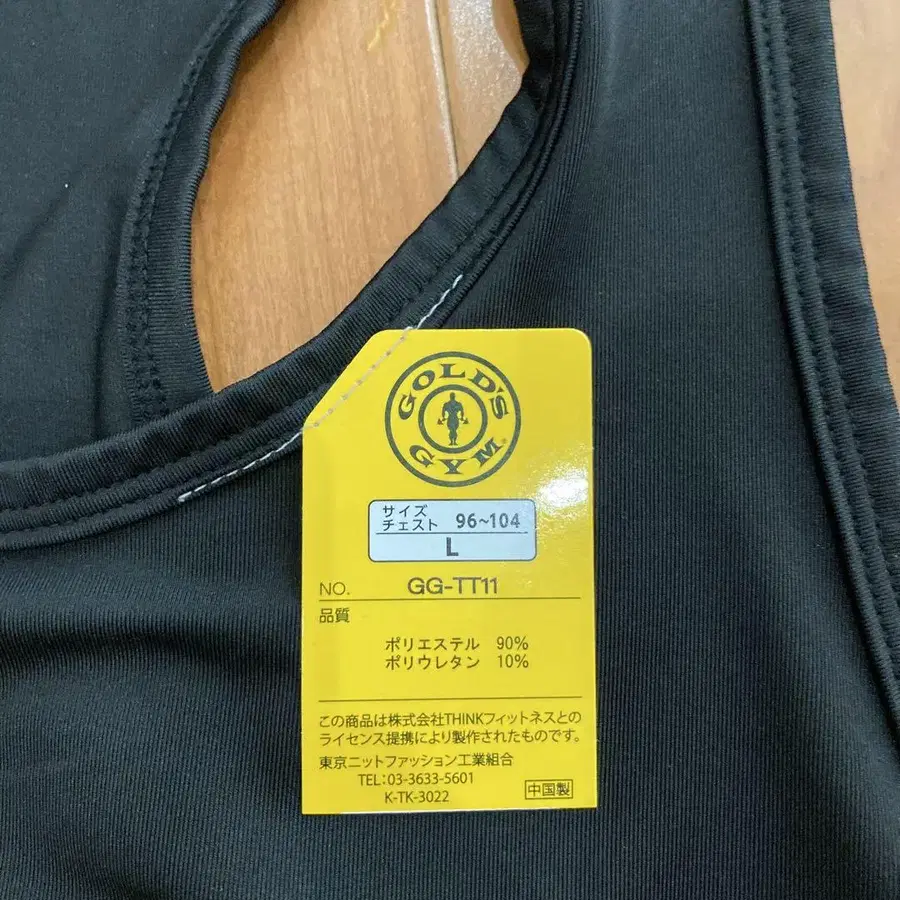 GOLD'S
GYM®
サイズ
チェスト 96~104
L
NO. GG-TT11
品質
ポリエステル 90%
ポリウレタン 10%
この商品は株式会社THINKフィットネスとの
ライセンス提携により製作されたものです。
東京ニットファッション工業組合
TEL:03-3633-5601
K-TK-3022
中国製